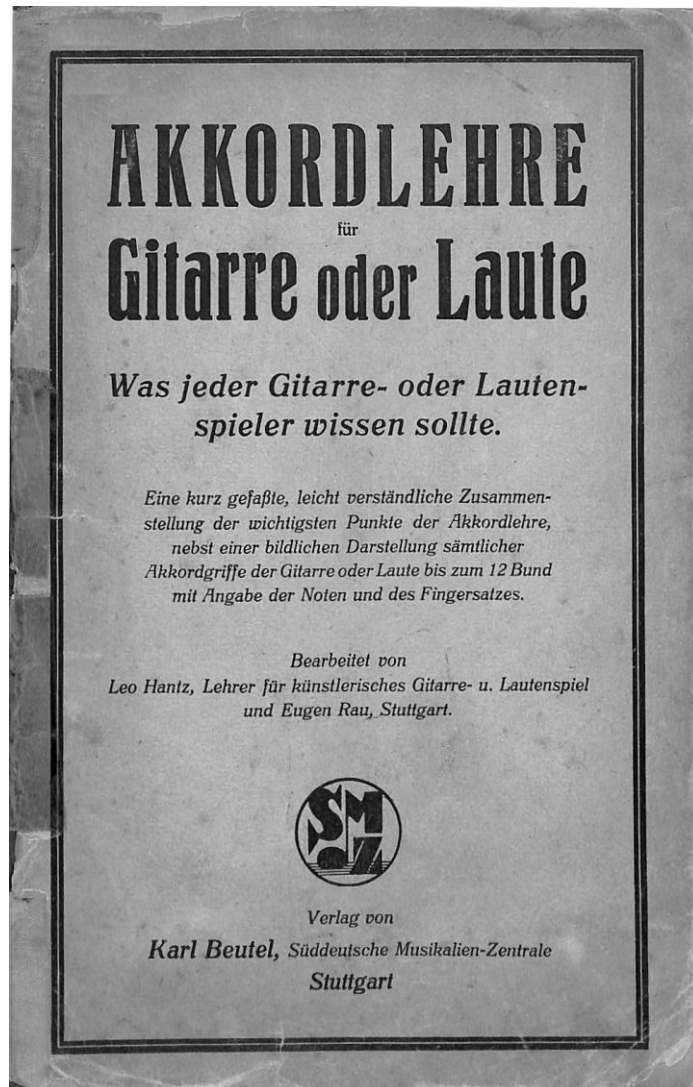 AKKORDLEHRE
für
Gitarre oder Laute
Was jeder Gitarre- oder Lauten-
spieler wissen sollte.
Eine kurz gefaßte, leicht verständliche Zusammen-
stellung der wichtigsten Punkte der Akkordlehre,
nebst einer bildlichen Darstellung sämtlicher
Akkordgriffe der Gitarre oder Laute bis zum 12 Bund
mit Angabe der Noten und des Fingersatzes.
Bearbeitet von
Leo Hantz, Lehrer für künstlerisches Gitarre- u. Lautenspiel
und Eugen Rau, Stuttgart.
SMZ
Verlag von
Karl Beutel, Süddeutsche Musikalien-Zentrale
Stuttgart